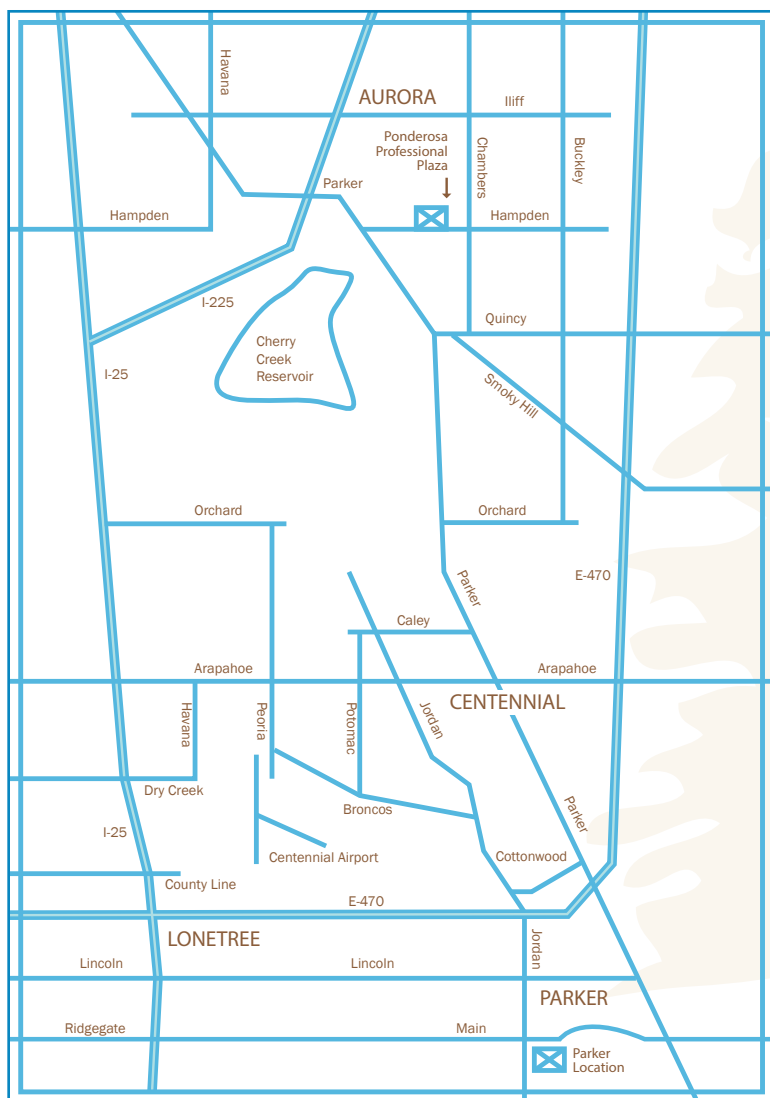 Havana
AURORA
Iliff
Ponderosa
Professional
Plaza
Chambers
Buckley
Parker
Hampden
Hampden
I-225
Quincy
Cherry
Creek
Reservoir
I-25
Smoky Hill
Orchard
Orchard
E-470
Parker
Caley
Arapahoe
Arapahoe
Havana
Peoria
Potomac
Jordan
CENTENNIAL
Dry Creek
Broncos
Parker
I-25
Centennial Airport
Cottonwood
County Line
E-470
LONETREE
Jordan
Lincoln
Lincoln
PARKER
Ridgegate
Main
Parker
Location